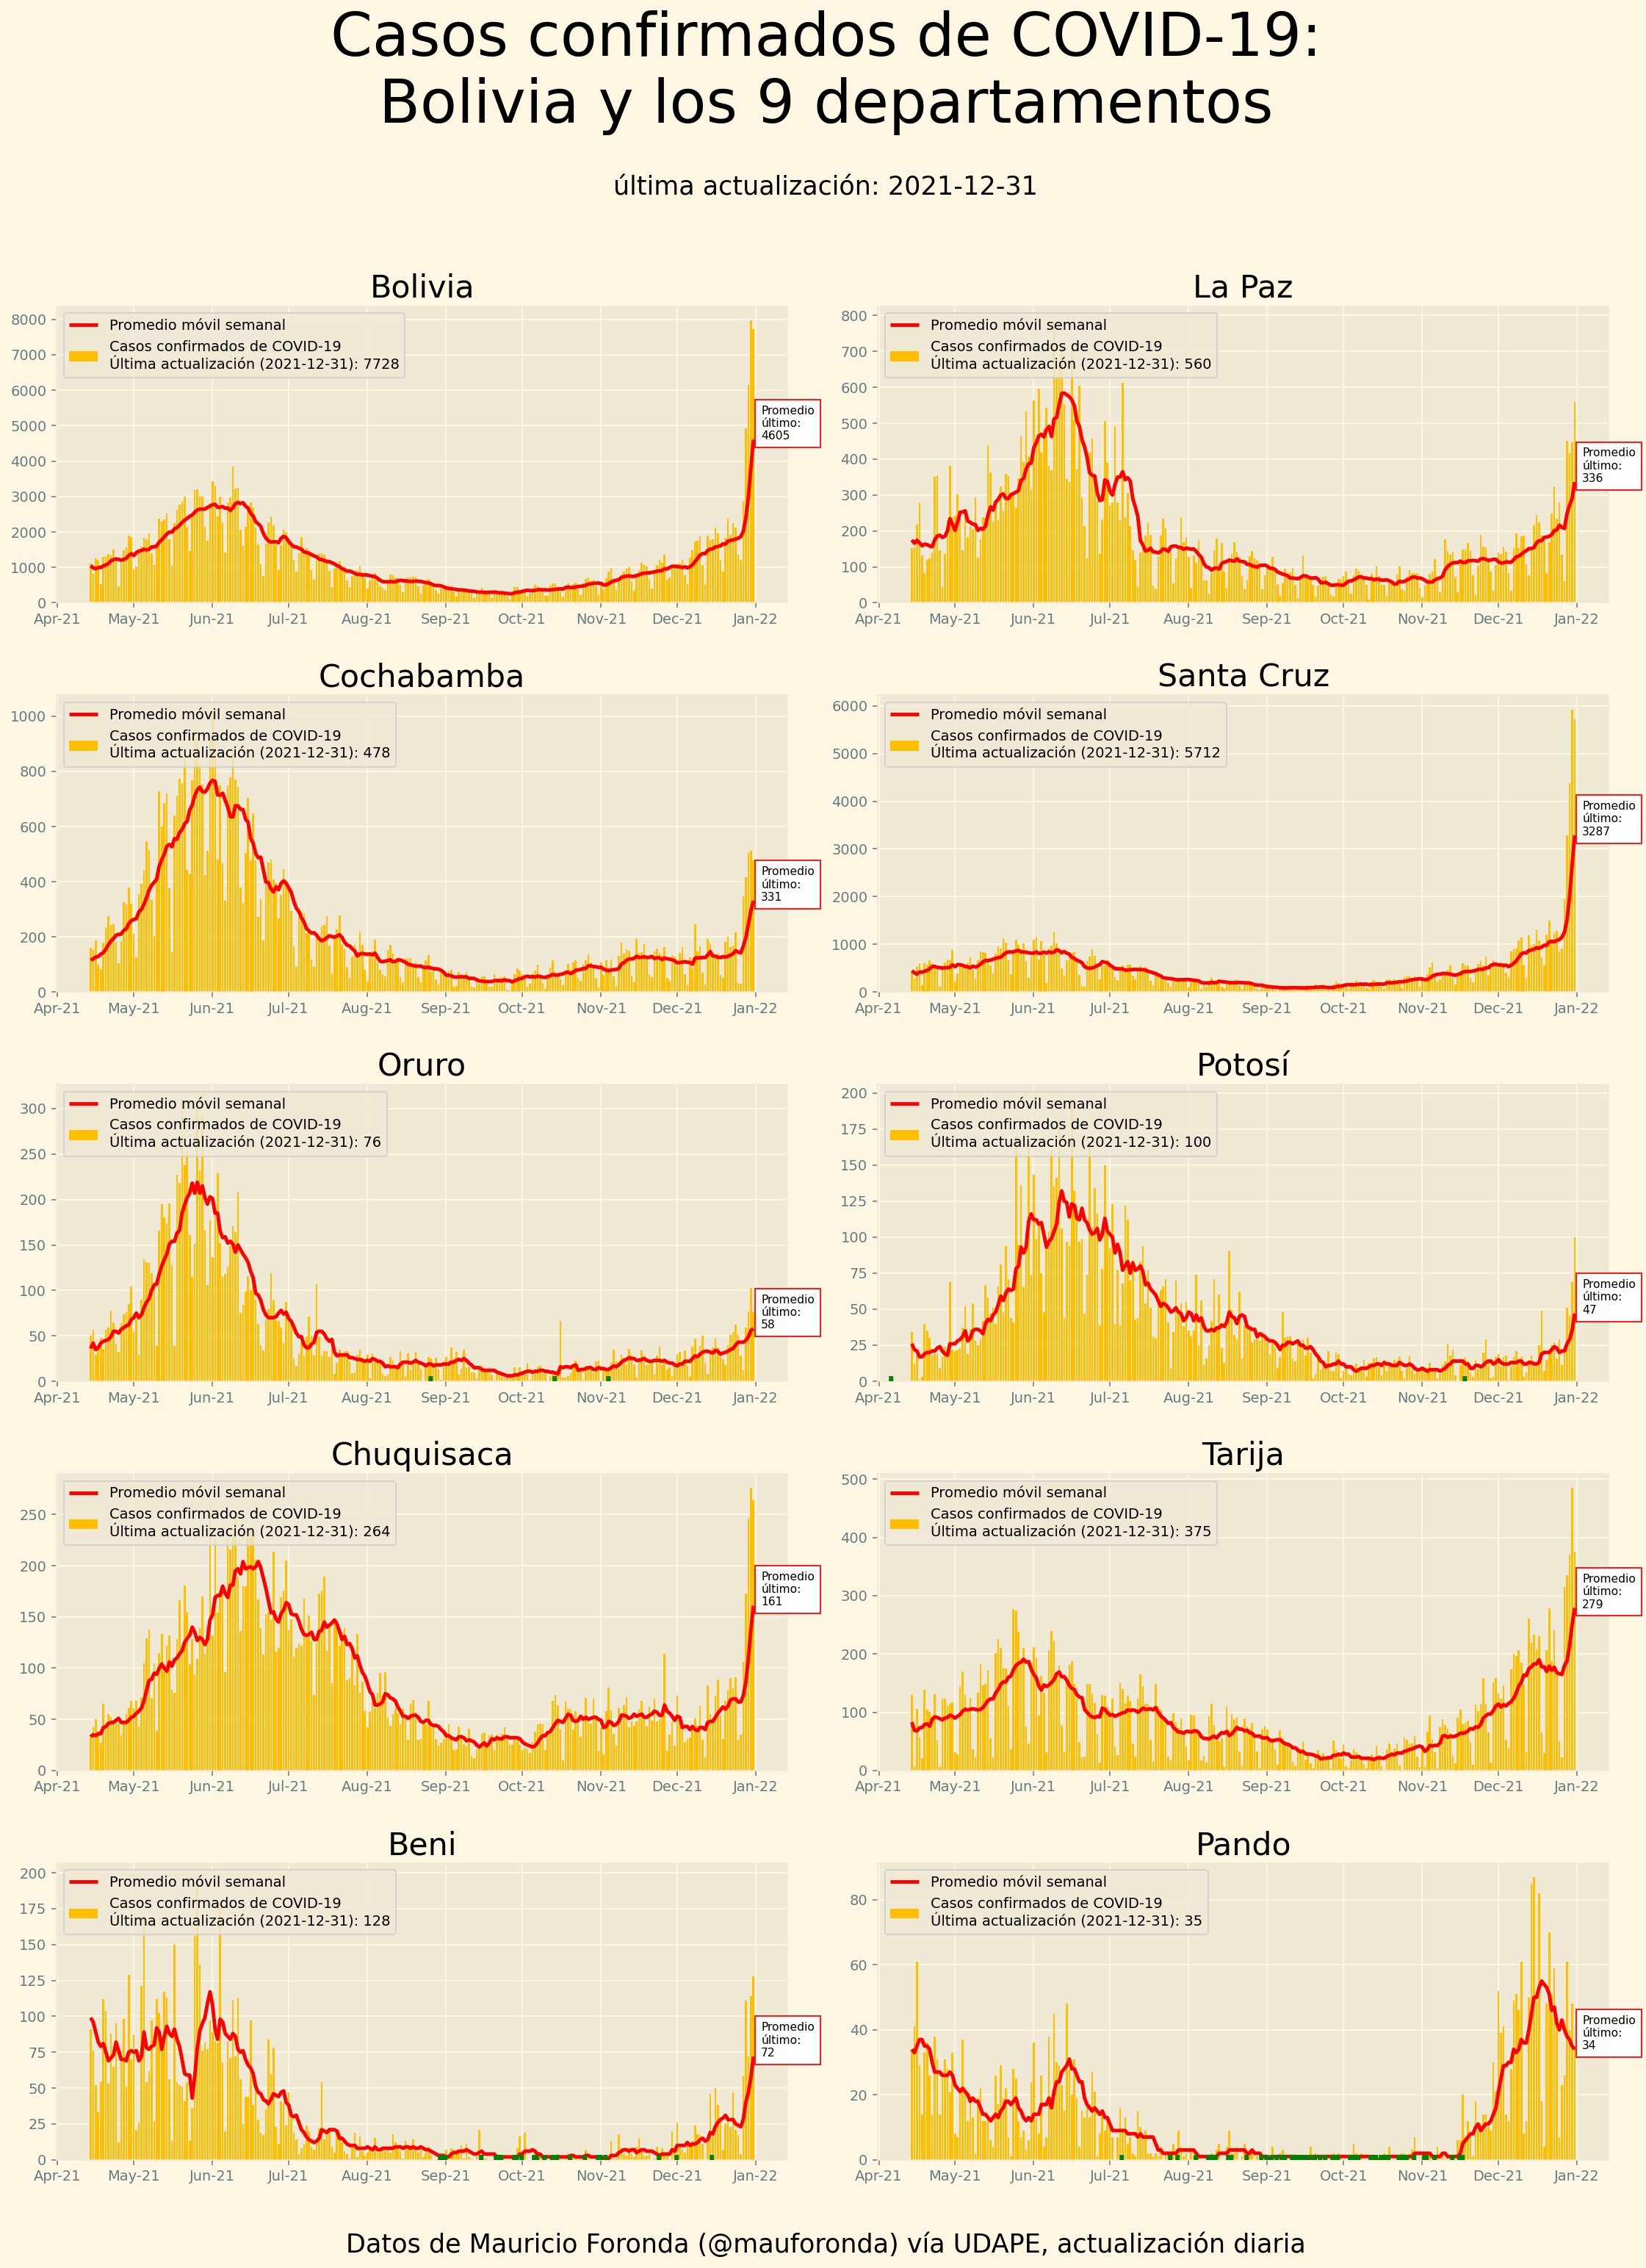 Casos confirmados de COVID-19:
Bolivia y los 9 departamentos
última actualización: 2021-12-31
Bolivia
Promedio móvil semanal
Casos confirmados de COVID-19
Última actualización (2021-12-31): 7728
8000
7000
6000
5000
4000
3000
2000
1000
0
Promedio
último:
4605
Apr-21 May-21 Jun-21 Jul-21 Aug-21 Sep-21 Oct-21 Nov-21 Dec-21 Jan-22
La Paz
Promedio móvil semanal
Casos confirmados de COVID-19
Última actualización (2021-12-31): 560
800
700
600
500
400
300
200
100
0
Promedio
último:
336
Apr-21 May-21 Jun-21 Jul-21 Aug-21 Sep-21 Oct-21 Nov-21 Dec-21 Jan-22
Cochabamba
Promedio móvil semanal
Casos confirmados de COVID-19
Última actualización (2021-12-31): 478
1000
800
600
400
200
0
Promedio
último:
331
Apr-21 May-21 Jun-21 Jul-21 Aug-21 Sep-21 Oct-21 Nov-21 Dec-21 Jan-22
Santa Cruz
Promedio móvil semanal
Casos confirmados de COVID-19
Última actualización (2021-12-31): 5712
6000
5000
4000
3000
2000
1000
0
Promedio
último:
3287
Apr-21 May-21 Jun-21 Jul-21 Aug-21 Sep-21 Oct-21 Nov-21 Dec-21 Jan-22
Oruro
Promedio móvil semanal
Casos confirmados de COVID-19
Última actualización (2021-12-31): 76
300
250
200
150
100
50
0
Promedio
último:
58
Apr-21 May-21 Jun-21 Jul-21 Aug-21 Sep-21 Oct-21 Nov-21 Dec-21 Jan-22
Potosí
Promedio móvil semanal
Casos confirmados de COVID-19
Última actualización (2021-12-31): 100
200
175
150
125
100
75
50
25
0
Promedio
último:
47
Apr-21 May-21 Jun-21 Jul-21 Aug-21 Sep-21 Oct-21 Nov-21 Dec-21 Jan-22
Chuquisaca
Promedio móvil semanal
Casos confirmados de COVID-19
Última actualización (2021-12-31): 264
250
200
150
100
50
0
Promedio
último:
161
Apr-21 May-21 Jun-21 Jul-21 Aug-21 Sep-21 Oct-21 Nov-21 Dec-21 Jan-22
Tarija
Promedio móvil semanal
Casos confirmados de COVID-19
Última actualización (2021-12-31): 375
500
400
300
200
100
0
Promedio
último:
279
Apr-21 May-21 Jun-21 Jul-21 Aug-21 Sep-21 Oct-21 Nov-21 Dec-21 Jan-22
Beni
Promedio móvil semanal
Casos confirmados de COVID-19
Última actualización (2021-12-31): 128
200
175
150
125
100
75
50
25
0
Promedio
último:
72
Apr-21 May-21 Jun-21 Jul-21 Aug-21 Sep-21 Oct-21 Nov-21 Dec-21 Jan-22
Pando
Promedio móvil semanal
Casos confirmados de COVID-19
Última actualización (2021-12-31): 35
80
60
40
20
0
Promedio
último:
34
Apr-21 May-21 Jun-21 Jul-21 Aug-21 Sep-21 Oct-21 Nov-21 Dec-21 Jan-22
Datos de Mauricio Foronda (@mauforonda) vía UDAPE, actualización diaria